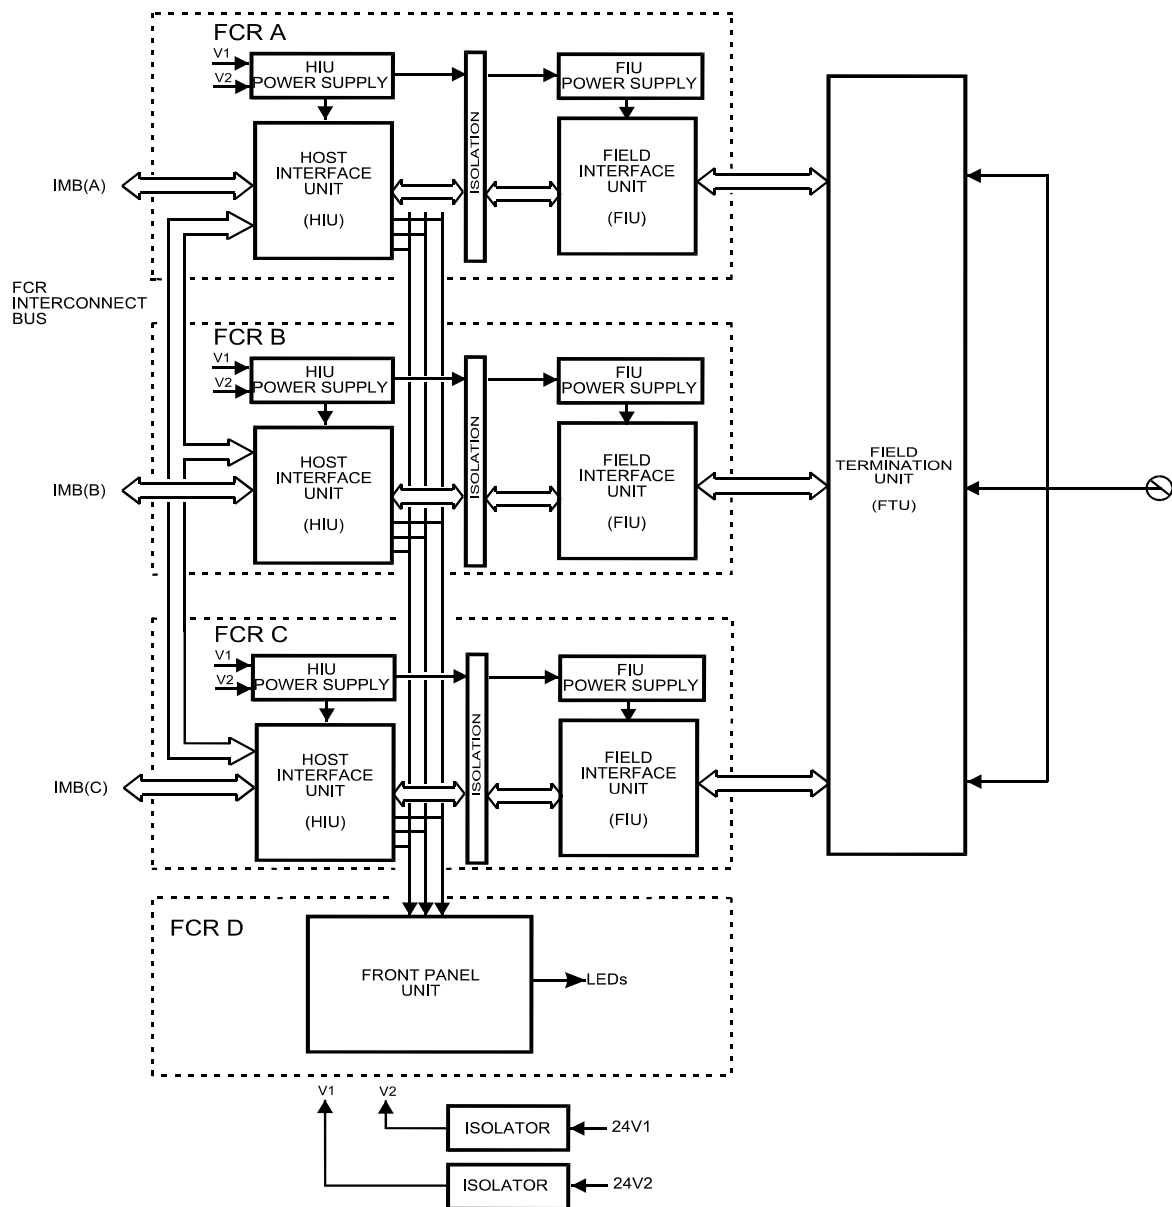 FCR A
V1
V2
HIU
POWER SUPPLY
FIU
POWER SUPPLY
ISOLATION
HOST
INTERFACE
UNIT
(HIU)
FIELD
INTERFACE
UNIT
(FIU)
IMB(A)
FCR
INTERCONNECT
BUS
FCR B
V1
V2
HIU
POWER SUPPLY
FIU
POWER SUPPLY
ISOLATION
HOST
INTERFACE
UNIT
(HIU)
FIELD
INTERFACE
UNIT
(FIU)
IMB(B)
FIELD
TERMINATION
UNIT
(FTU)
FCR C
V1
V2
HIU
POWER SUPPLY
FIU
POWER SUPPLY
ISOLATION
HOST
INTERFACE
UNIT
(HIU)
FIELD
INTERFACE
UNIT
(FIU)
IMB(C)
FCR D
FRONT PANEL
UNIT
LEDs
V1
V2
ISOLATOR
24V1
ISOLATOR
24V2